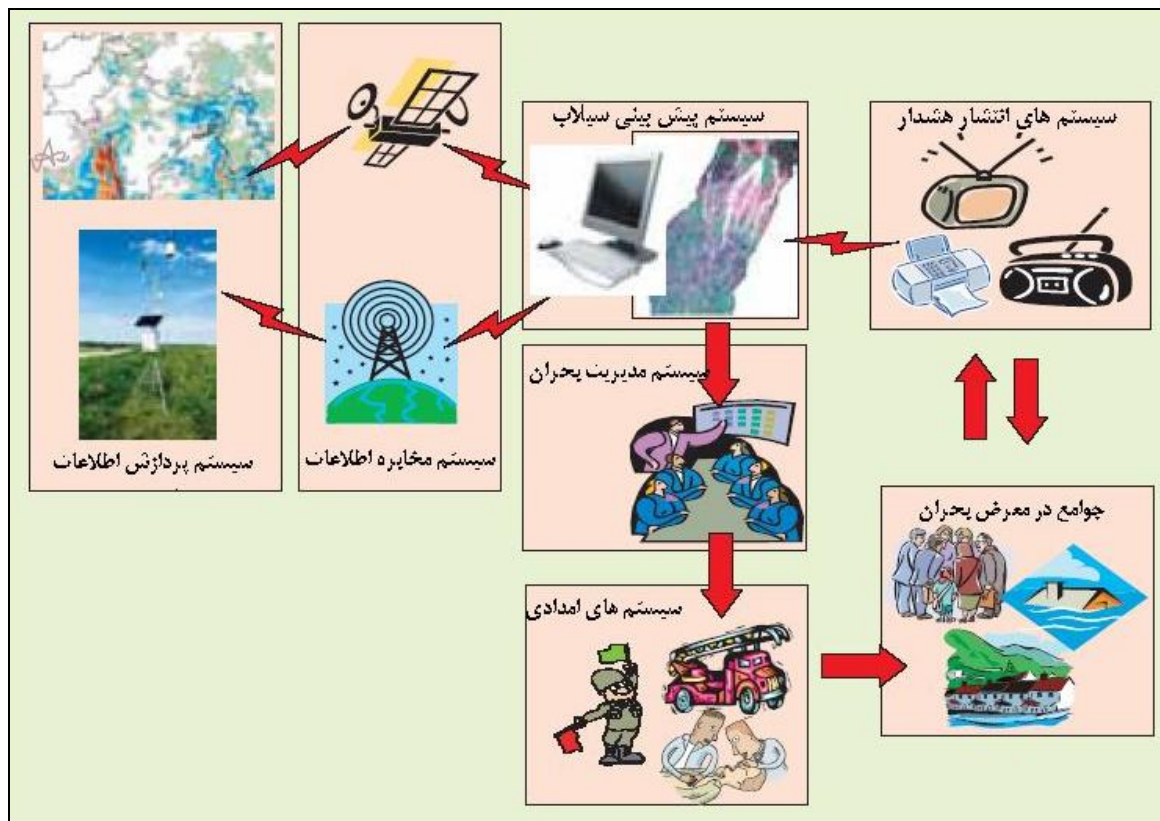 سیستم پیش بینی سیلاب
سیستم های انتشار هشدار
سیستم مدیریت بحران
سیستم پردازش اطلاعات
سیستم مخابره اطلاعات
جوامع در معرض بحران
سیستم های امدادی